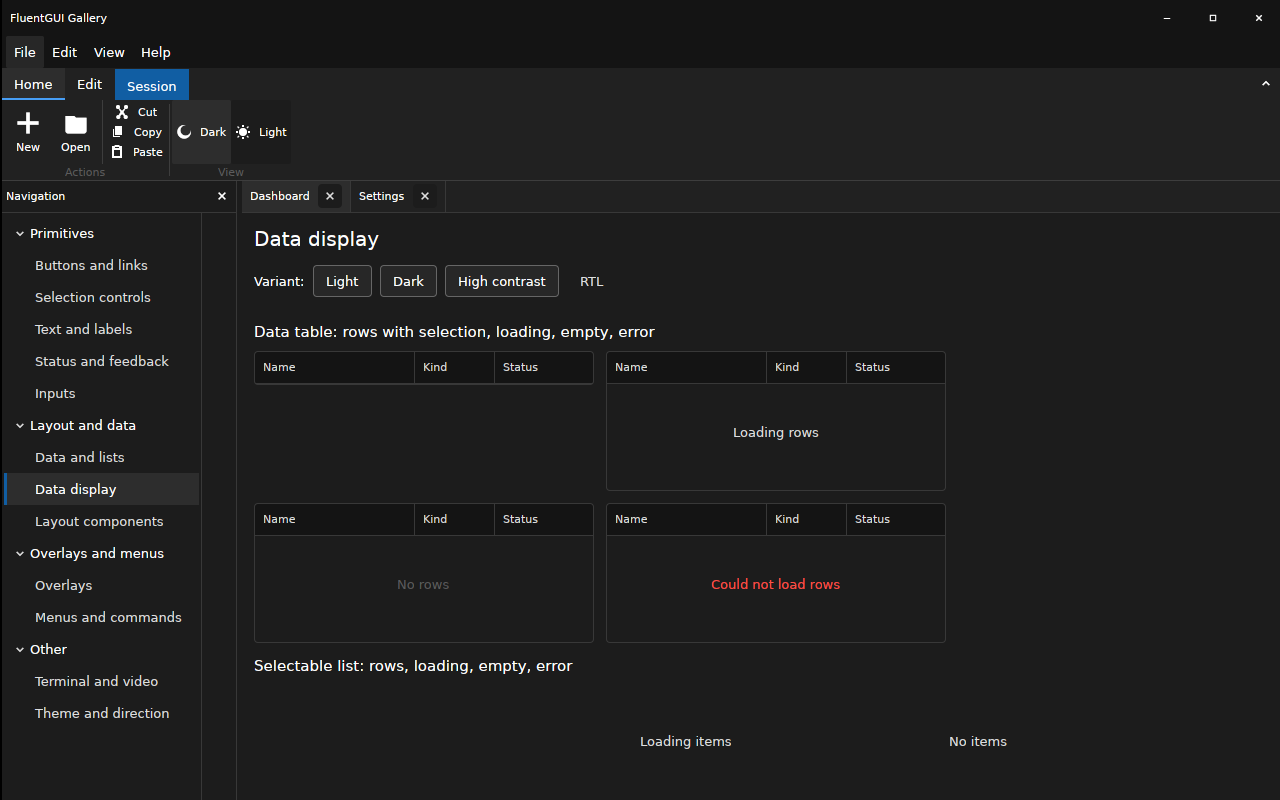 FluentGUI Gallery
File Edit View Help
Home Edit Session
New Open Cut Copy Paste Dark Light
Actions View
Navigation
Dashboard Settings
Primitives
Buttons and links
Selection controls
Text and labels
Status and feedback
Inputs
Layout and data
Data and lists
Data display
Layout components
Overlays and menus
Overlays
Menus and commands
Other
Terminal and video
Theme and direction
Data display
Variant: Light Dark High contrast RTL
Data table: rows with selection, loading, empty, error
Name Kind Status
Name Kind Status
Loading rows
Name Kind Status
No rows
Name Kind Status
Could not load rows
Selectable list: rows, loading, empty, error
Loading items No items